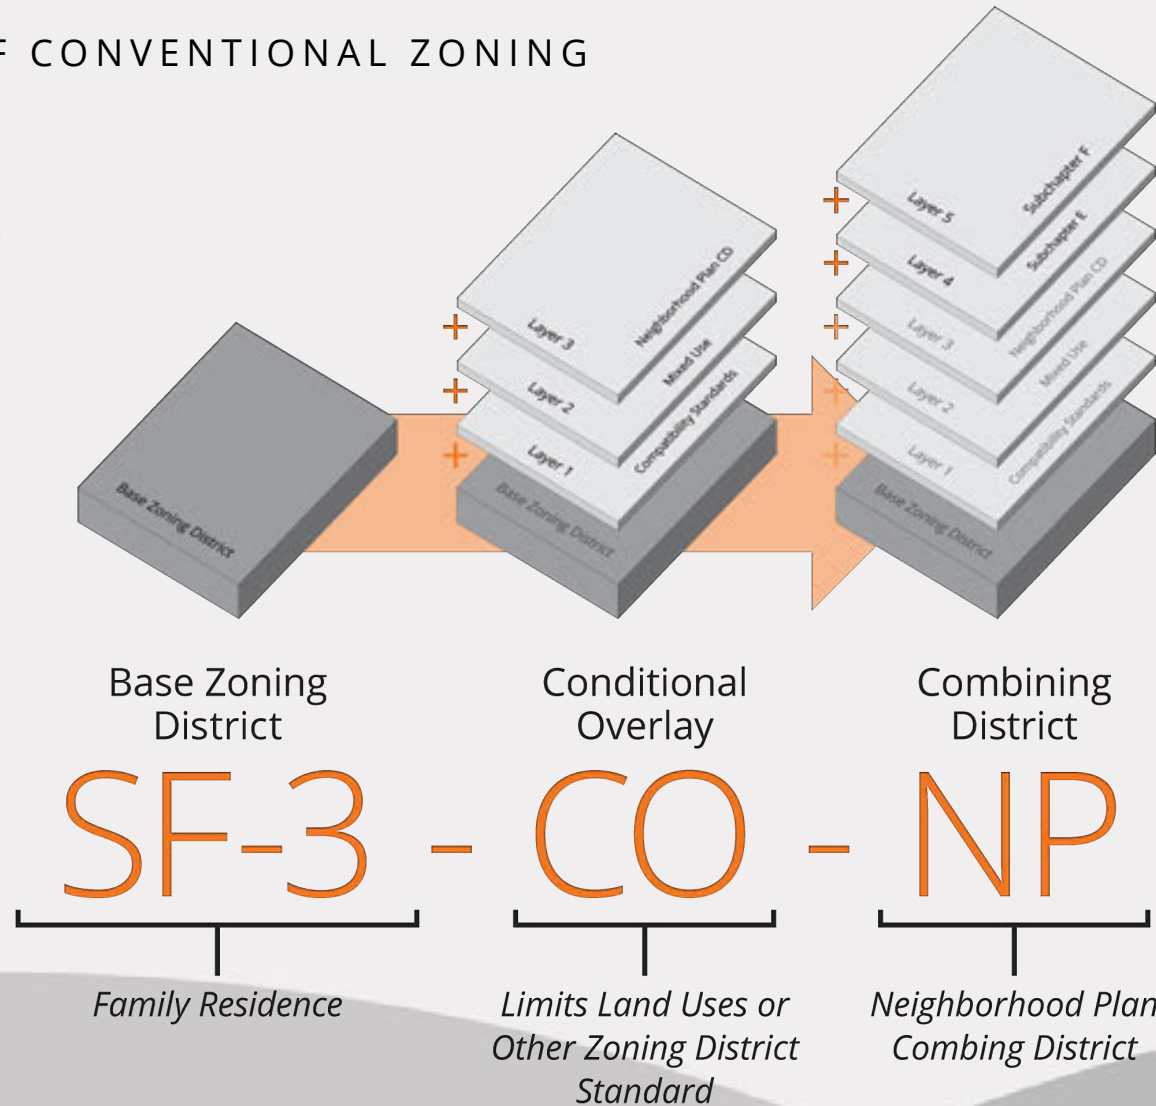 F CONVENTIONAL ZONING
Base Zoning District
Layer 3
Neighborhood Plan CD
Layer 2
Mixed Use
Layer 1
Compatibility Standards
Base Zoning District
Layer 5
Subchapter F
Layer 4
Subchapter E
Layer 3
Neighborhood Plan CD
Layer 2
Mixed Use
Layer 1
Compatibility Standards
Base Zoning District
Base Zoning
District
Conditional
Overlay
Combining
District
SF-3 - CO - NP
Family Residence
Limits Land Uses or
Other Zoning District
Standard
Neighborhood Plan
Combing District